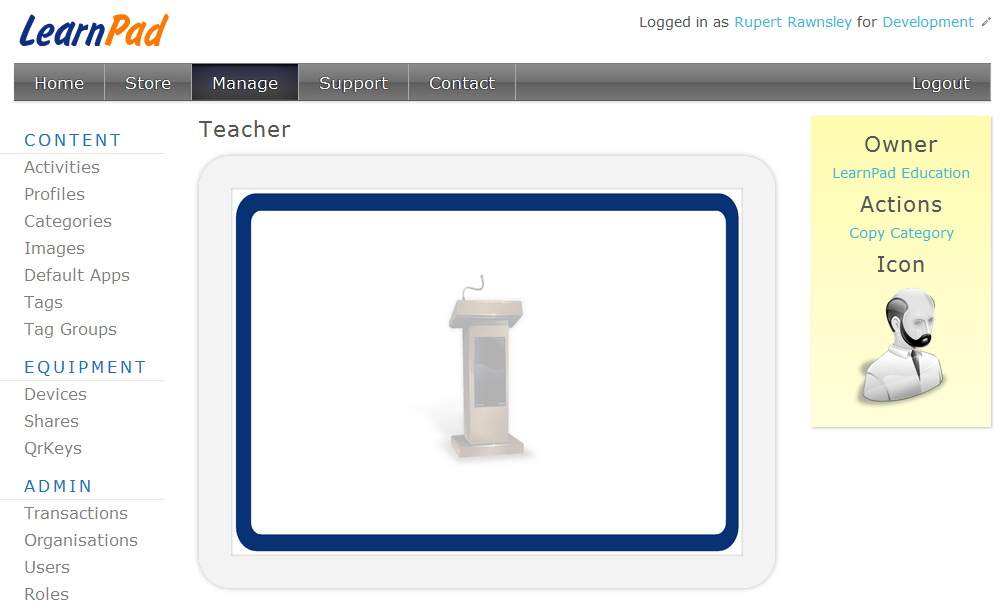 LearnPad
Logged in as Rupert Rawnsley for Development
Home Store Manage Support Contact Logout
CONTENT
Activities
Profiles
Categories
Images
Default Apps
Tags
Tag Groups
EQUIPMENT
Devices
Shares
QrKeys
ADMIN
Transactions
Organisations
Users
Roles
Teacher
Owner
LearnPad Education
Actions
Copy Category
Icon